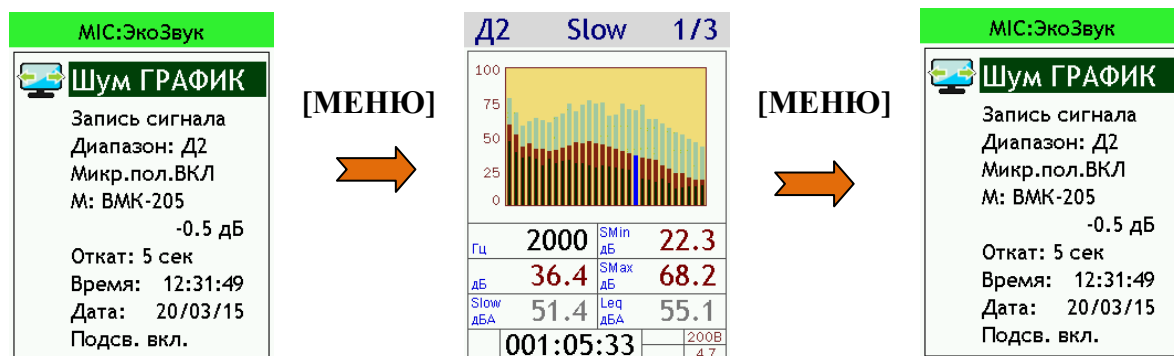 MIC:ЭкоЗвук
Шум ГРАФИК
Запись сигнала
Диапазон: Д2
Микр.пол.ВКЛ
М: ВМК-205
-0.5 дБ
Откат: 5 сек
Время: 12:31:49
Дата: 20/03/15
Подсв. вкл.
[МЕНЮ]
Д2 Slow 1/3
100
75
50
25
0
Гц 2000 SMin дБ 22.3
дБ 36.4 SMax дБ 68.2
Slow дБА 51.4 Leq дБА 55.1
001:05:33 200В
4.7
[МЕНЮ]
MIC:ЭкоЗвук
Шум ГРАФИК
Запись сигнала
Диапазон: Д2
Микр.пол.ВКЛ
М: ВМК-205
-0.5 дБ
Откат: 5 сек
Время: 12:31:49
Дата: 20/03/15
Подсв. вкл.